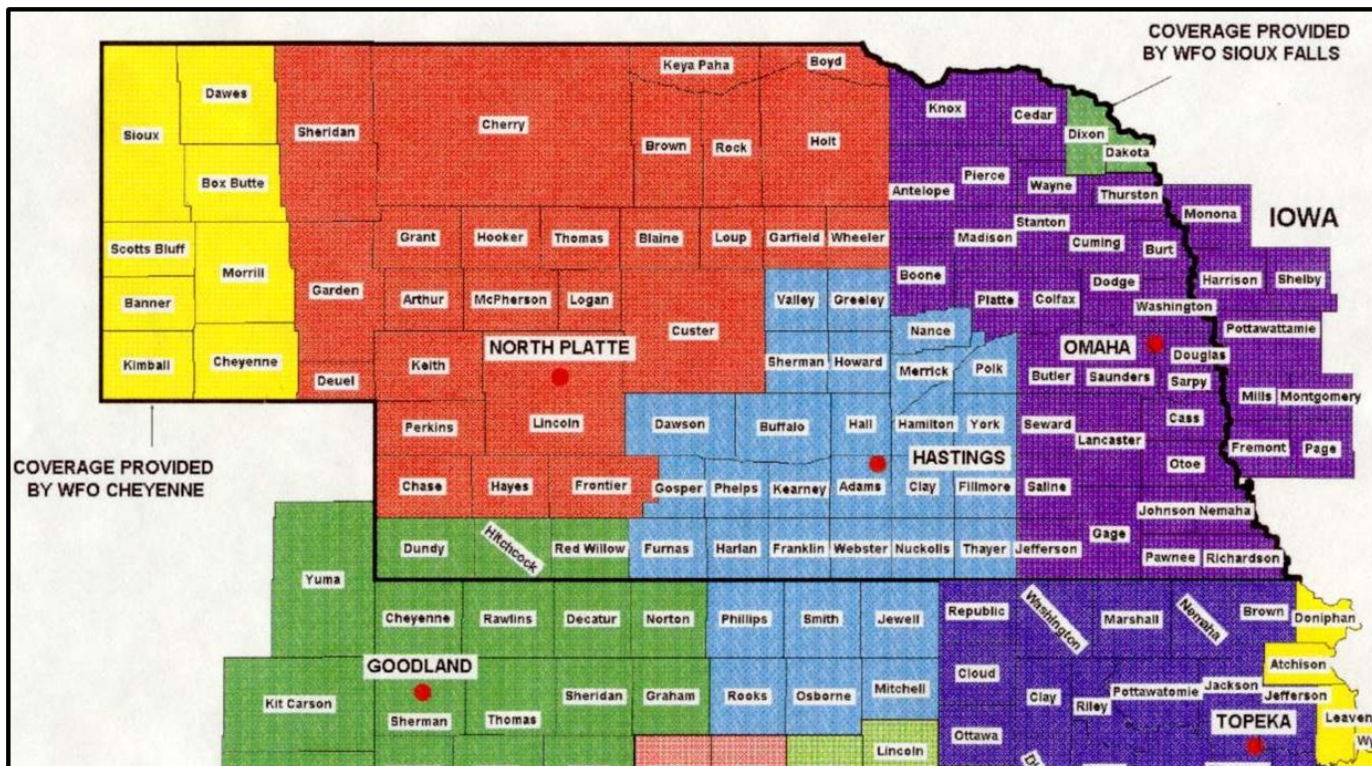 COVERAGE PROVIDED
BY WFO SIOUX FALLS
Keya Paha
Boyd
Dawes
Knox
Cedar
Sioux
Sheridan
Cherry
Dixon
Brown
Rock
Holt
Dakota
Box Butte
Pierce
Antelope
Wayne
Thurston
Monona
IOWA
Stanton
Grant
Hooker
Thomas
Blaine
Loup
Garfield
Wheeler
Madison
Cuming
Burt
Scotts Bluff
Morrill
Boone
Harrison
Shelby
Dodge
Garden
Banner
Arthur
McPherson
Logan
Valley
Greeley
Platte
Colfax
Washington
Custer
Nance
Pottawattamie
NORTH PLATTE
OMAHA
Kimball
Cheyenne
Keith
Sherman
Howard
Merrick
Polk
Douglas
Deuel
Butler
Saunders
Sarpy
Mills
Montgomery
Perkins
Lincoln
Dawson
Buffalo
Hall
Hamilton
York
Seward
Cass
Lancaster
Fremont
Page
COVERAGE PROVIDED
BY WFO CHEYENNE
HASTINGS
Otoe
Chase
Hayes
Frontier
Gosper
Phelps
Kearney
Adams
Clay
Fillmore
Saline
Johnson
Nemaha
Dundy
Hitchcock
Red Willow
Furnas
Harlan
Franklin
Webster
Nuckolls
Thayer
Jefferson
Gage
Pawnee
Richardson
Yuma
Cheyenne
Rawlins
Decatur
Norton
Phillips
Smith
Jewell
Republic
Washington
Marshall
Nemaha
Brown
Doniphan
GOODLAND
Atchison
Kit Carson
Sheridan
Graham
Rooks
Osborne
Mitchell
Cloud
Clay
Riley
Pottawatomie
Jackson
Jefferson
Sherman
Thomas
Leaven
TOPEKA
Ottawa
Lincoln
Wy